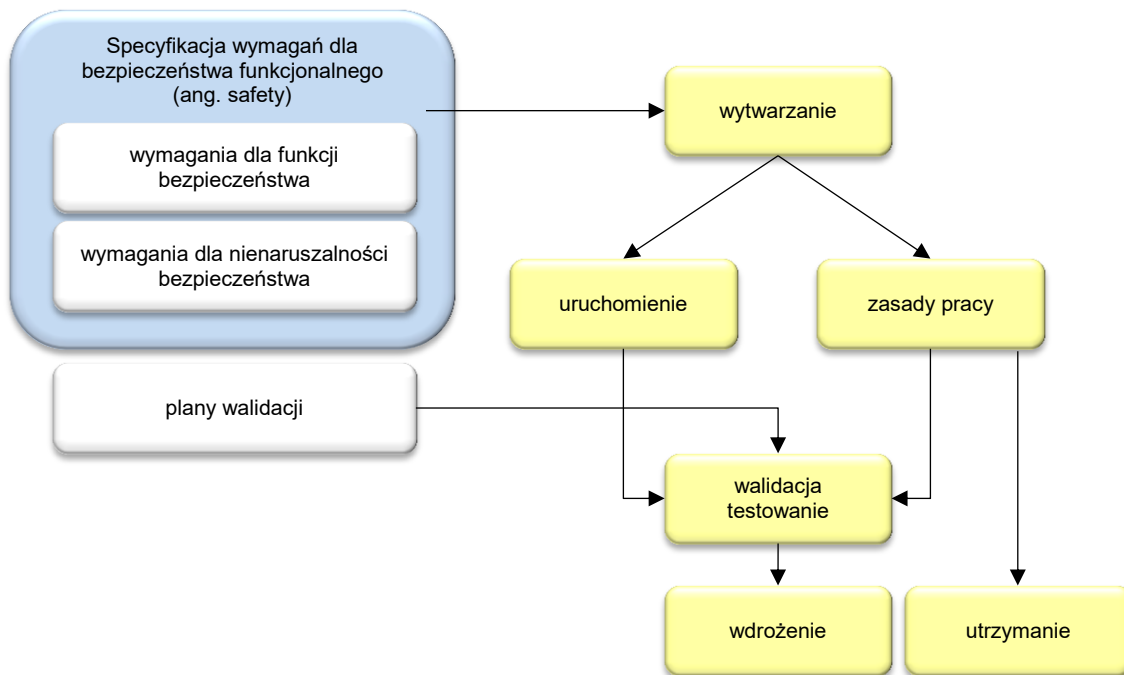 Specyfikacja wymagań dla
bezpieczeństwa funkcjonalnego
(ang. safety)
wymagania dla funkcji
bezpieczeństwa
wymagania dla nienaruszalności
bezpieczeństwa
plany walidacji
wytwarzanie
uruchomienie
zasady pracy
walidacja
testowanie
wdrożenie
utrzymanie